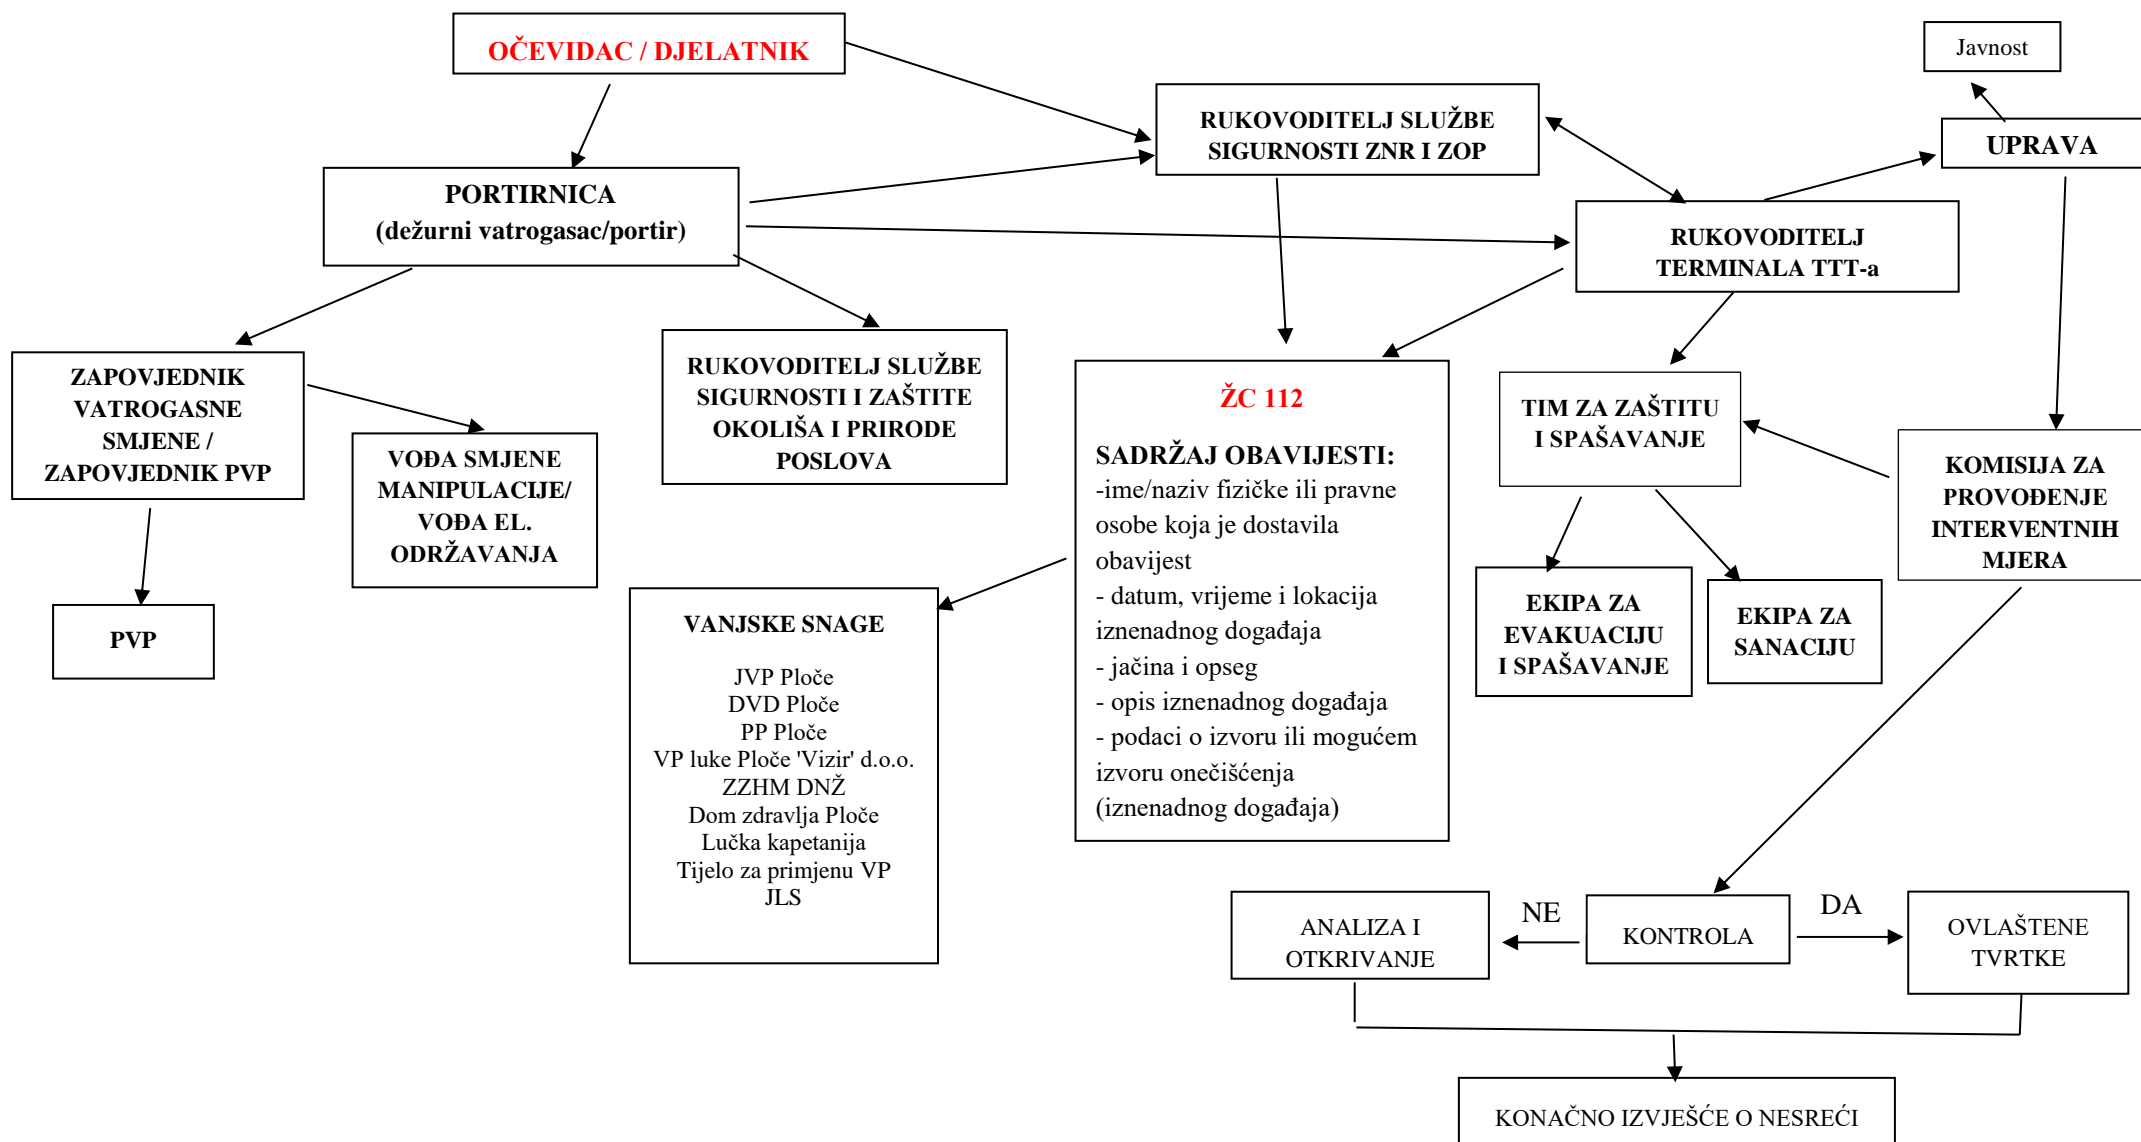 OČEVIDAC / DJELATNIK
Javnost
RUKOVODITELJ SLUŽBE
SIGURNOSTI ZNR I ZOP
UPRAVA
PORTIRNICA
(dežurni vatrogasac/portir)
RUKOVODITELJ
TERMINALA TTT-a
ZAPOVJEDNIK
VATROGASNE
SMJENE /
ZAPOVJEDNIK PVP
VOĐA SMJENE
MANIPULACIJE/
VOĐA EL.
ODRŽAVANJA
RUKOVODITELJ SLUŽBE
SIGURNOSTI I ZAŠTITE
OKOLIŠA I PRIRODE
POSLOVA
ŽC 112
SADRŽAJ OBAVIJESTI:
-ime/naziv fizičke ili pravne
osobe koja je dostavila
obavijest
- datum, vrijeme i lokacija
iznenadnog događaja
- jačina i opseg
- opis iznenadnog događaja
- podaci o izvoru ili mogućem
izvoru onečišćenja
(iznenadnog događaja)
TIM ZA ZAŠTITU
I SPAŠAVANJE
KOMISIJA ZA
PROVOĐENJE
INTERVENTNIH
MJERA
PVP
VANJSKE SNAGE
JVP Ploče
DVD Ploče
PP Ploče
VP luke Ploče 'Vizir' d.o.o.
ZZHM DNŽ
Dom zdravlja Ploče
Lučka kapetanija
Tijelo za primjenu VP
JLS
EKIPA ZA
EVAKUACIJU
I SPAŠAVANJE
EKIPA ZA
SANACIJU
ANALIZA I
OTKRIVANJE
NE
KONTROLA
DA
OVLAŠTENE
TVRTKE
KONAČNO IZVJEŠĆE O NESREĆI